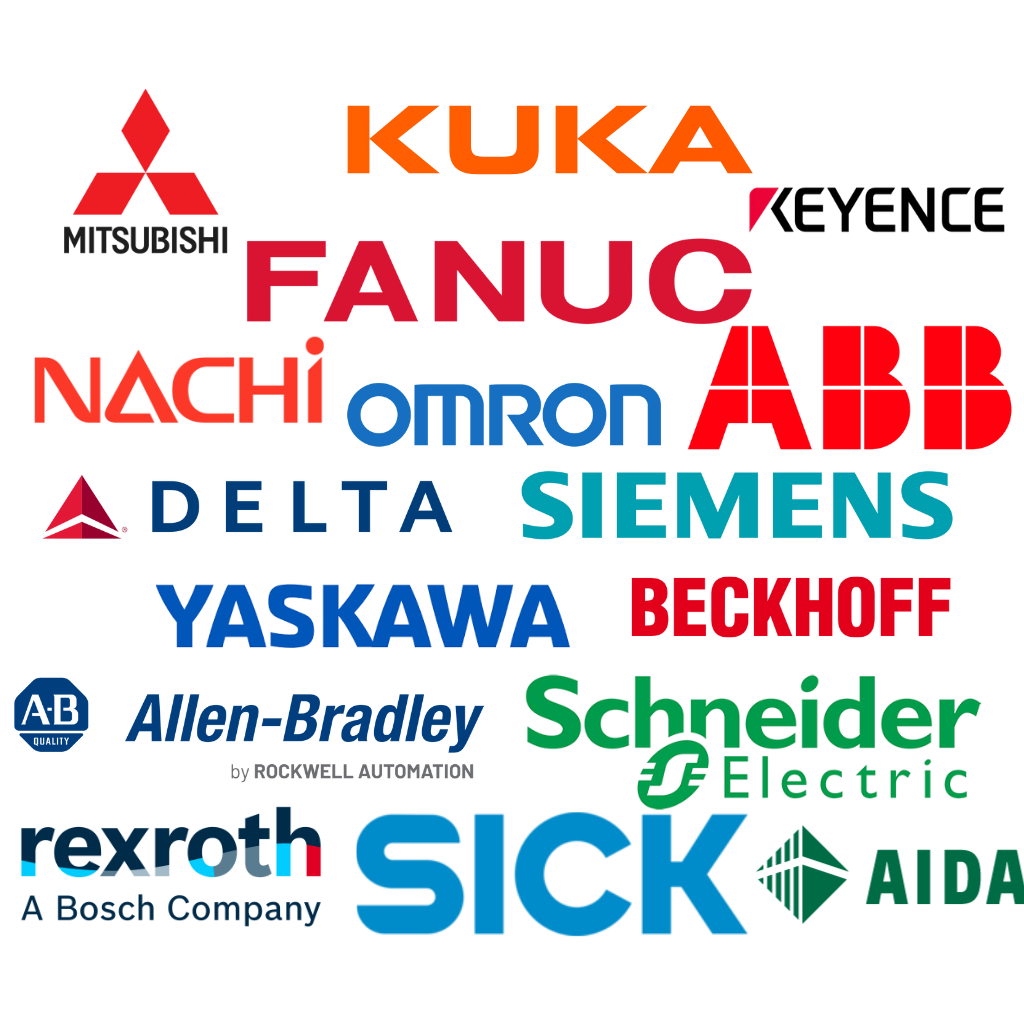 MITSUBISHI
KUKA
KEYENCE
FANUC
NACHi
OMRON
ABB
DELTA®
SIEMENS
YASKAWA
BECKHOFF
A-B
QUALITY
Allen-Bradley
by ROCKWELL AUTOMATION
Schneider
Electric
rexroth
A Bosch Company
SICK
AIDA